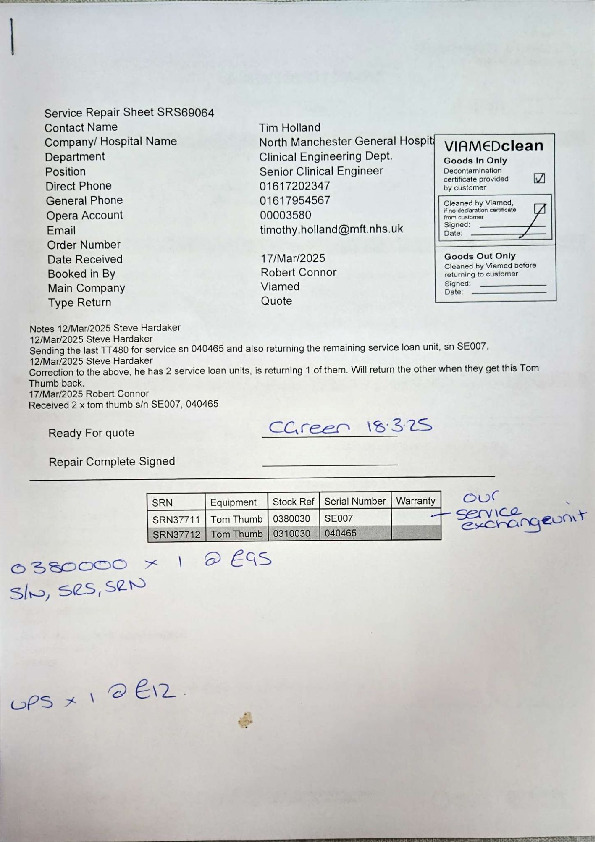 Service Repair Sheet SRS69064
Contact Name Tim Holland
Company/ Hospital Name North Manchester General Hospit
Department Clinical Engineering Dept.
Position Senior Clinical Engineer
Direct Phone 01617202347
General Phone 01617954567
Opera Account 00003580
Email timothy.holland@mft.nhs.uk
Order Number
Date Received 17/Mar/2025
Booked in By Robert Connor
Main Company Viamed
Type Return Quote
VIAMEDclean
Goods In Only
Decontamination
certificate provided
by customer
Cleaned by Viamed,
if no declaration certificate
from customer
Signed:
Date:
Goods Out Only
Cleaned by Viamed before
returning to customer
Signed:
Date:
Notes 12/Mar/2025 Steve Hardaker
12/Mar/2025 Steve Hardaker
Sending the last TT480 for service sn 040465 and also returning the remaining service loan unit, sn SE007.
12/Mar/2025 Steve Hardaker
Correction to the above, he has 2 service loan units, is returning 1 of them. Will return the other when they get this Tom
Thumb back.
17/Mar/2025 Robert Connor
Received 2 x tom thumb s/n SE007, 040465
Ready For quote CGreen 18.3.25
Repair Complete Signed
SRN Equipment Stock Ref Serial Number Warranty
SRN37711 Tom Thumb 0380030 SE007
SRN37712 Tom Thumb 0310030 040465
our
– service
exchange unit
0380000 x 1 @ £95
S/N, SRS, SRN
UPS x 1 @ £12.